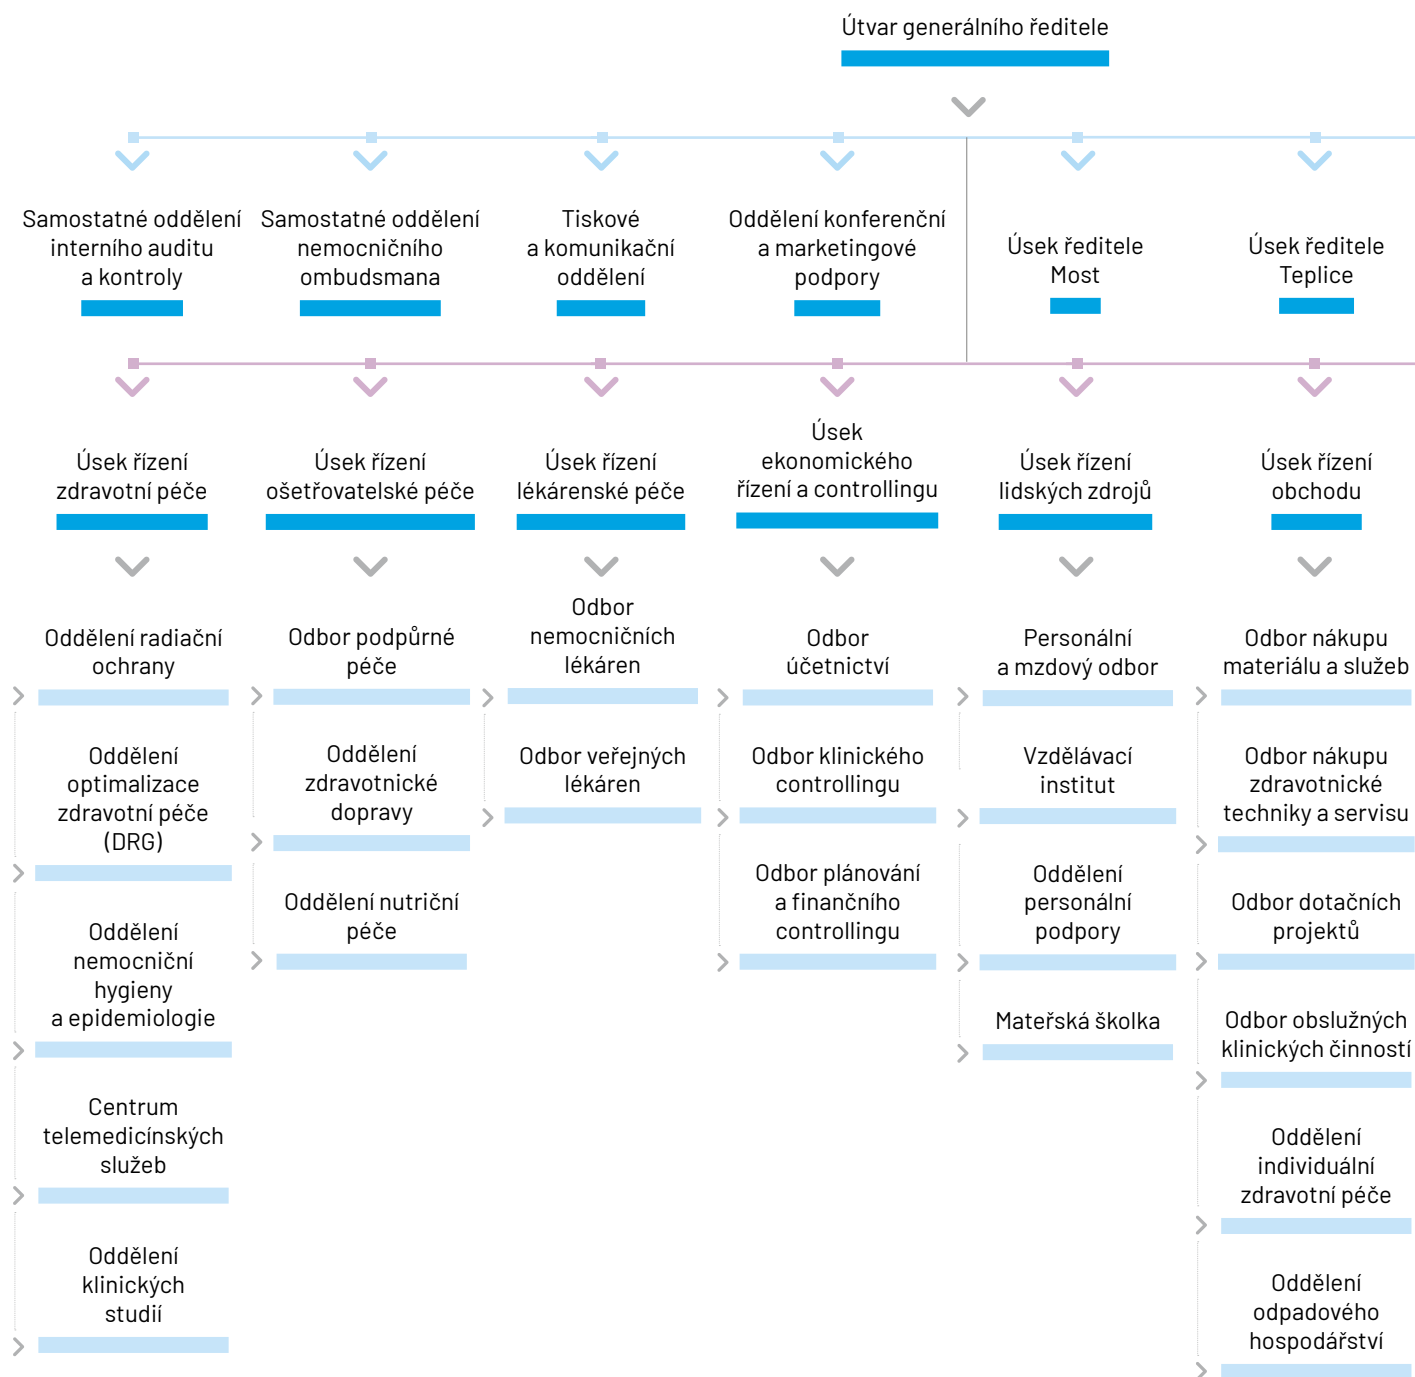 Útvar generálního ředitele
Samostatné oddělení
interního auditu
a kontroly
Samostatné oddělení
nemocničního
ombudsmana
Tiskové
a komunikační
oddělení
Oddělení konferenční
a marketingové
podpory
Úsek ředitele
Most
Úsek ředitele
Teplice
Úsek řízení
zdravotní péče
Úsek řízení
ošetřovatelské péče
Úsek řízení
lékárenské péče
Úsek
ekonomického
řízení a controllingu
Úsek řízení
lidských zdrojů
Úsek řízení
obchodu
Oddělení radiační
ochrany
Oddělení
optimalizace
zdravotní péče
(DRG)
Oddělení
nemocniční
hygieny
a epidemiologie
Centrum
telemedicínských
služeb
Oddělení
klinických
studií
Odbor podpůrné
péče
Oddělení
zdravotnické
dopravy
Oddělení nutriční
péče
Odbor
nemocničních
lékáren
Odbor veřejných
lékáren
Odbor
účetnictví
Odbor klinického
controllingu
Odbor plánování
a finančního
controllingu
Personální
a mzdový odbor
Vzdělávací
institut
Oddělení
personální
podpory
Mateřská školka
Odbor nákupu
materiálu a služeb
Odbor nákupu
zdravotnické
techniky a servisu
Odbor dotačních
projektů
Odbor obslužných
klinických činností
Oddělení
individuální
zdravotní péče
Oddělení
odpadového
hospodářství